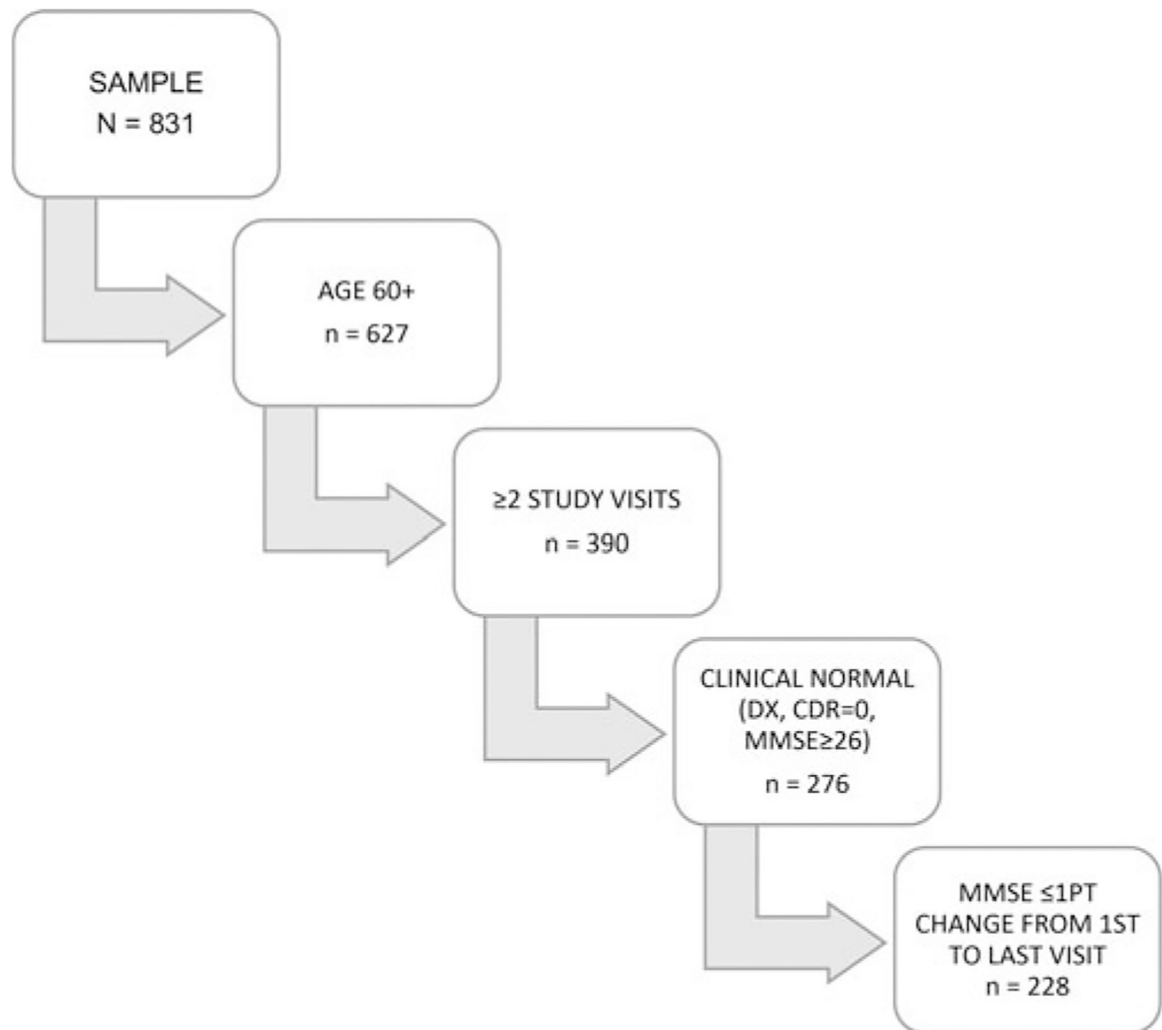 SAMPLE
N = 831
AGE 60+
n = 627
≥2 STUDY VISITS
n = 390
CLINICAL NORMAL
(DX, CDR=0,
MMSE≥26)
n = 276
MMSE ≤1PT
CHANGE FROM 1ST
TO LAST VISIT
n = 228